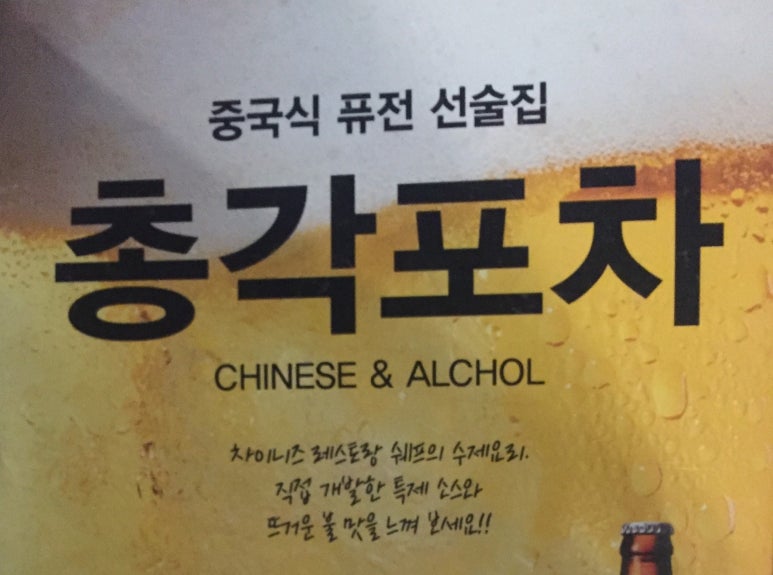 중국식 퓨전 선술집
총각포차
CHINESE & ALCHOL
차이니즈 레스토랑 쉐프의 수제요리.
직접 개발한 특제 소스와
뜨거운 불 맛을 느껴 보세요!!